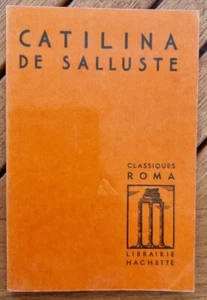 CATILINA
DE SALLUSTE
CLASSIQUES
ROMA
LIBRAIRIE
HACHETTE